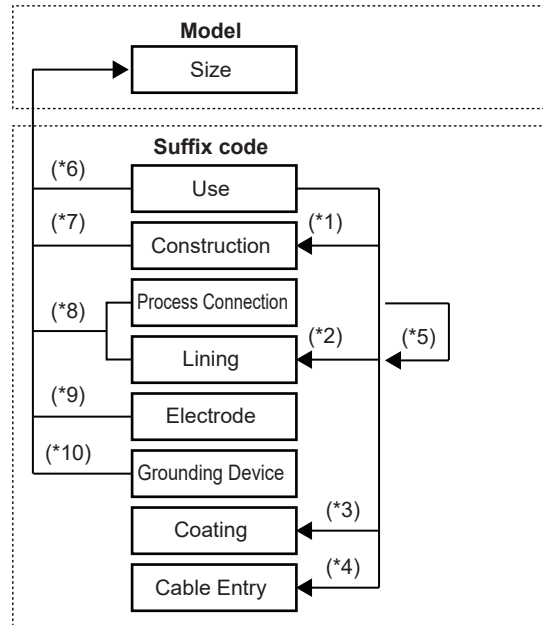 Model
Size
Suffix code
(*6)
Use
(*7)
Construction
(*1)
Process Connection
(*8)
(*2)
(*5)
Lining
(*9)
Electrode
(*10)
Grounding Device
(*3)
Coating
(*4)
Cable Entry